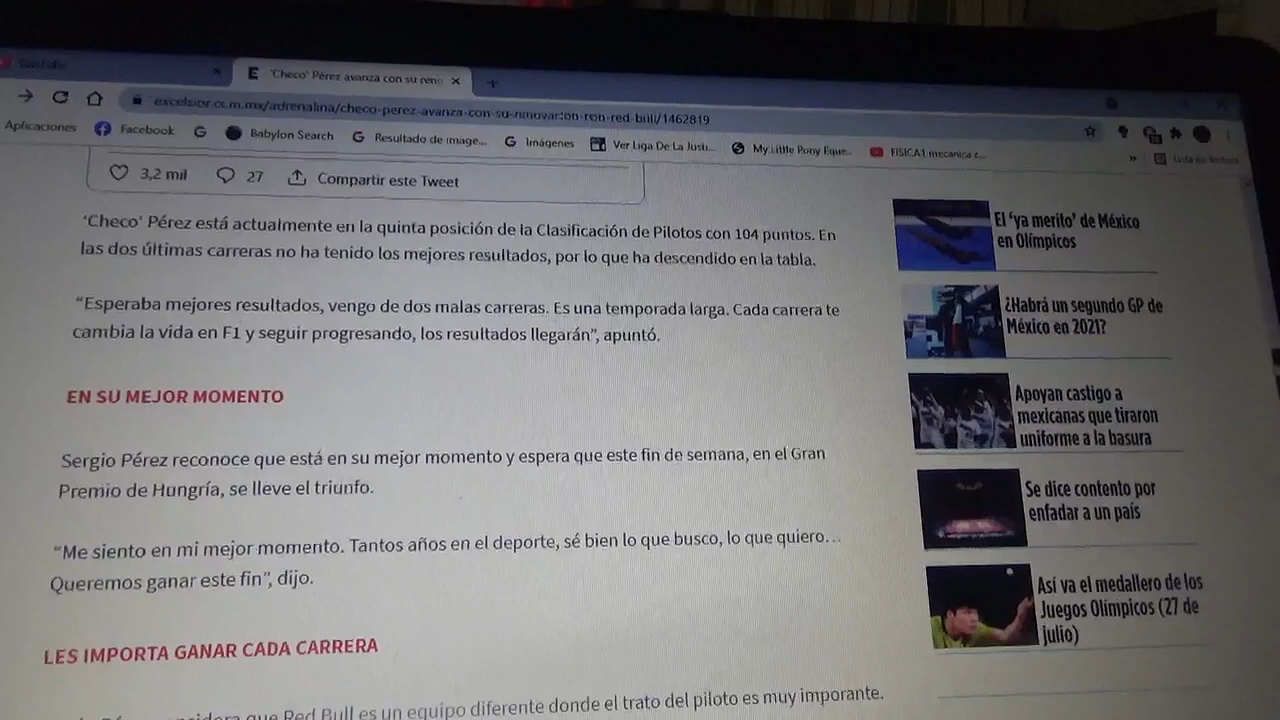 'Checo' Pérez avanza con su reno
excelsior.com.mx/adrenalina/checo-perez-avanza-con-su-renovacion-con-red-bull/1462819
Aplicaciones Facebook Babylon Search Resultado de image... Imágenes Ver Liga De La Justi... My Little Pony Eque... FISICA1 mecanica c...
3,2 mil 27 Compartir este Tweet
'Checo' Pérez está actualmente en la quinta posición de la Clasificación de Pilotos con 104 puntos. En
las dos últimas carreras no ha tenido los mejores resultados, por lo que ha descendido en la tabla.
“Esperaba mejores resultados, vengo de dos malas carreras. Es una temporada larga. Cada carrera te
cambia la vida en F1 y seguir progresando, los resultados llegarán”, apuntó.
EN SU MEJOR MOMENTO
Sergio Pérez reconoce que está en su mejor momento y espera que este fin de semana, en el Gran
Premio de Hungría, se lleve el triunfo.
“Me siento en mi mejor momento. Tantos años en el deporte, sé bien lo que busco, lo que quiero…
Queremos ganar este fin”, dijo.
LES IMPORTA GANAR CADA CARRERA
que Red Bull es un equipo diferente donde el trato del piloto es muy imporante.
El ‘ya merito’ de México
en Olímpicos
¿Habrá un segundo GP de
México en 2021?
Apoyan castigo a
mexicanas que tiraron
uniforme a la basura
Se dice contento por
enfadar a un país
Así va el medallero de los
Juegos Olímpicos (27 de
julio)